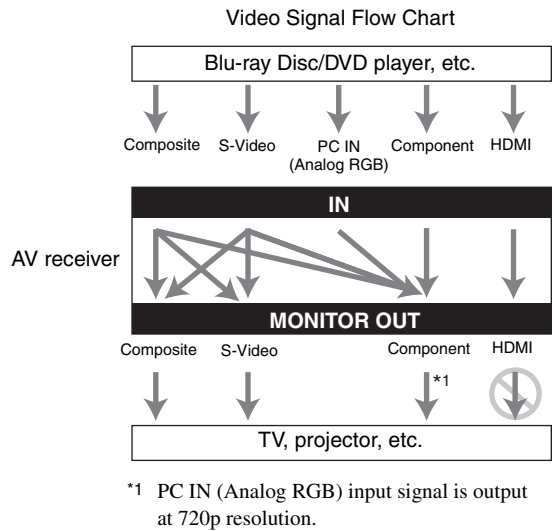 Video Signal Flow Chart
Blu-ray Disc/DVD player, etc.
Composite S-Video PC IN Component HDMI
(Analog RGB)
IN
AV receiver
MONITOR OUT
Composite S-Video Component HDMI
*1
TV, projector, etc.
*1 PC IN (Analog RGB) input signal is output
at 720p resolution.